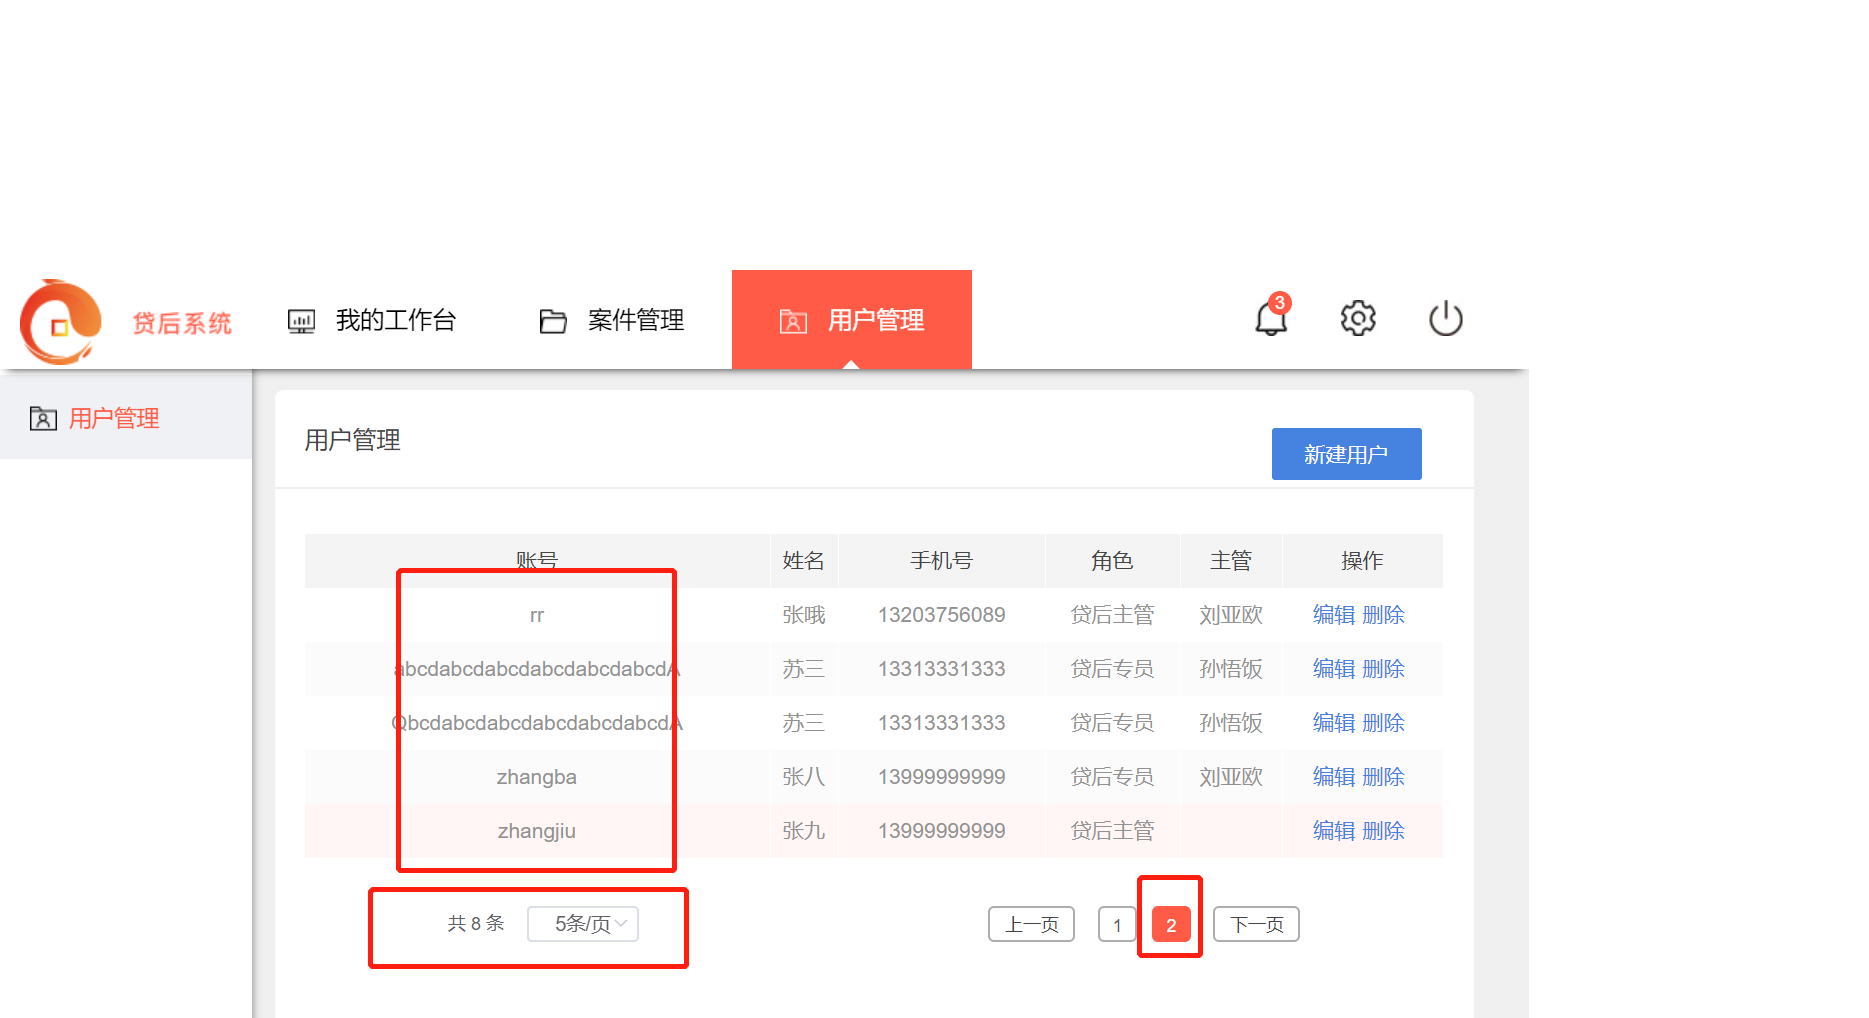 贷后系统 我的工作台 案件管理 用户管理 3
用户管理
用户管理 新建用户
账号 姓名 手机号 角色 主管 操作
rr 张哦 13203756089 贷后主管 刘亚欧 编辑 删除
abcdabcdabcdabcdabcdabcdA 苏三 13313331333 贷后专员 孙悟饭 编辑 删除
Qbcdabcdabcdabcdabcdabcd​A 苏三 13313331333 贷后专员 孙悟饭 编辑 删除
zhangba 张八 13999999999 贷后专员 刘亚欧 编辑 删除
zhangjiu 张九 13999999999 贷后主管 编辑 删除
共 8 条 5条/页 上一页 1 2 下一页